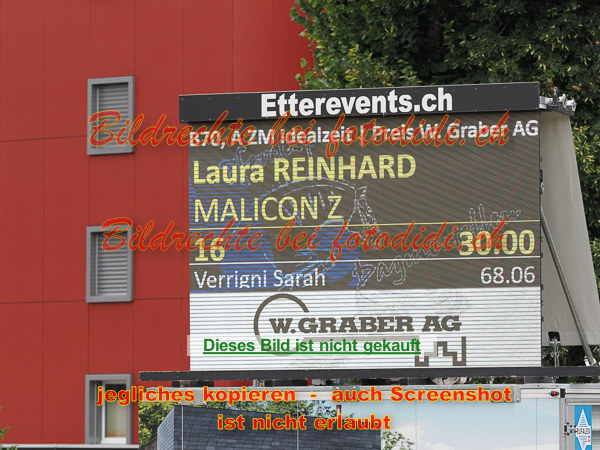 Etterevents.ch
B70, A ZM Idealzeit / Preis W. Graber AG
Bildrechte bei fotodidi.ch
Laura REINHARD
MALICON Z
Bildrechte bei fotodidi.ch
16 30.00
Verrigni Sarah 68.06
W.GRABER AG
Dieses Bild ist nicht gekauft
jegliches kopieren - auch Screenshot
ist nicht erlaubt